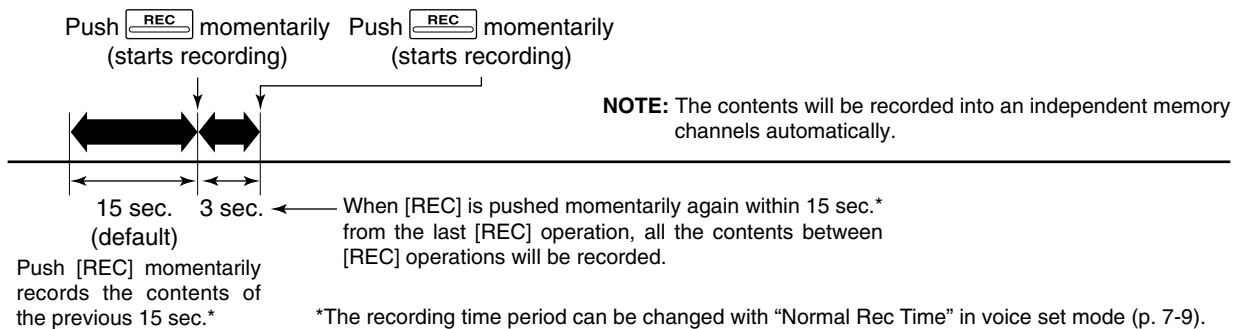 Push REC momentarily
(starts recording)
Push REC momentarily
(starts recording)
NOTE: The contents will be recorded into an independent memory
channels automatically.
15 sec.
(default)
3 sec.
When [REC] is pushed momentarily again within 15 sec.*
from the last [REC] operation, all the contents between
[REC] operations will be recorded.
Push [REC] momentarily
records the contents of
the previous 15 sec.*
*The recording time period can be changed with “Normal Rec Time” in voice set mode (p. 7-9).